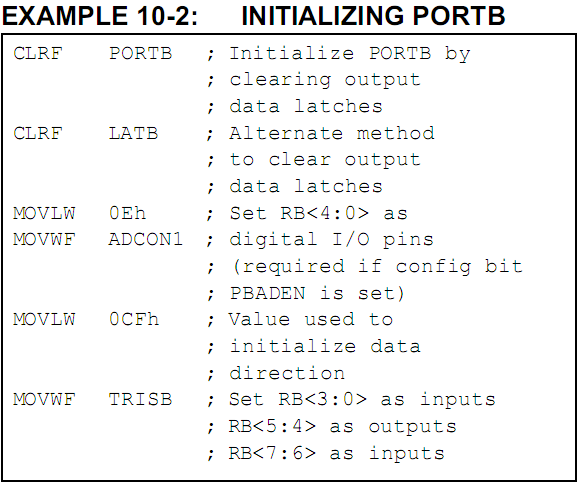 EXAMPLE 10-2: INITIALIZING PORTB
CLRF PORTB ; Initialize PORTB by
; clearing output
; data latches
CLRF LATB ; Alternate method
; to clear output
; data latches
MOVLW 0Eh ; Set RB<4:0> as
MOVWF ADCON1 ; digital I/O pins
; (required if config bit
; PBADEN is set)
MOVLW 0CFh ; Value used to
; initialize data
; direction
MOVWF TRISB ; Set RB<3:0> as inputs
; RB<5:4> as outputs
; RB<7:6> as inputs